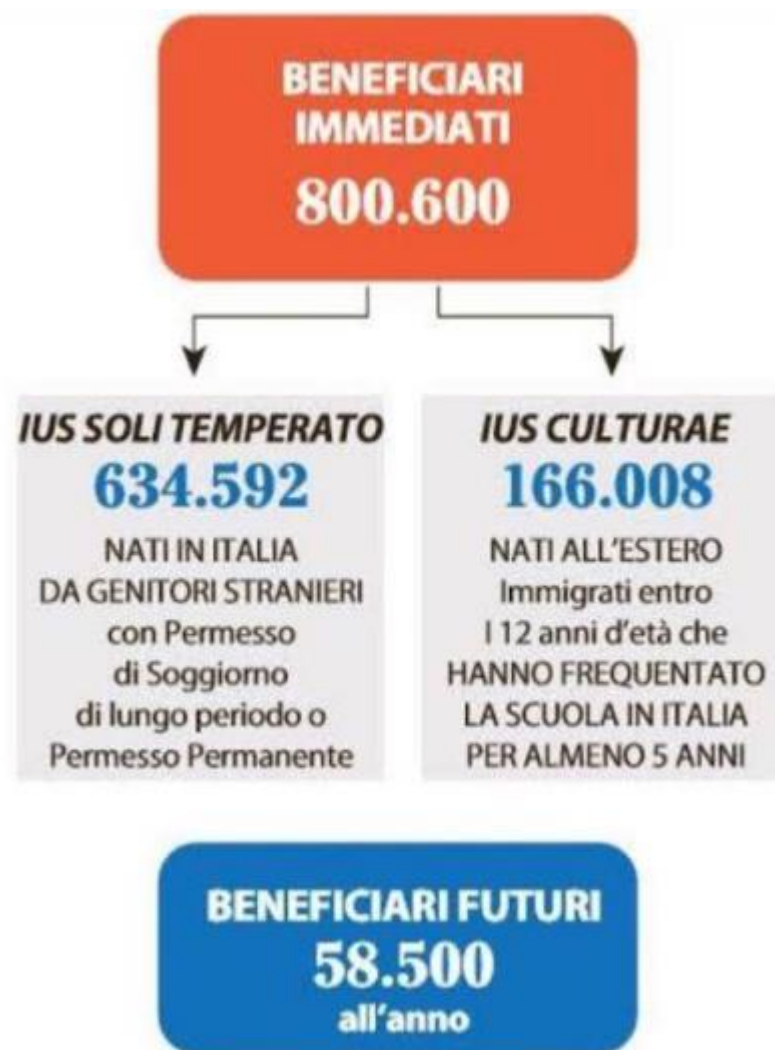 BENEFICIARI
IMMEDIATI
800.600
IUS SOLI TEMPERATO
634.592
NATI IN ITALIA
DA GENITORI STRANIERI
con Permesso
di Soggiorno
di lungo periodo o
Permesso Permanente
IUS CULTURAE
166.008
NATI ALL'ESTERO
Immigrati entro
I 12 anni d'età che
HANNO FREQUENTATO
LA SCUOLA IN ITALIA
PER ALMENO 5 ANNI
BENEFICIARI FUTURI
58.500
all'anno